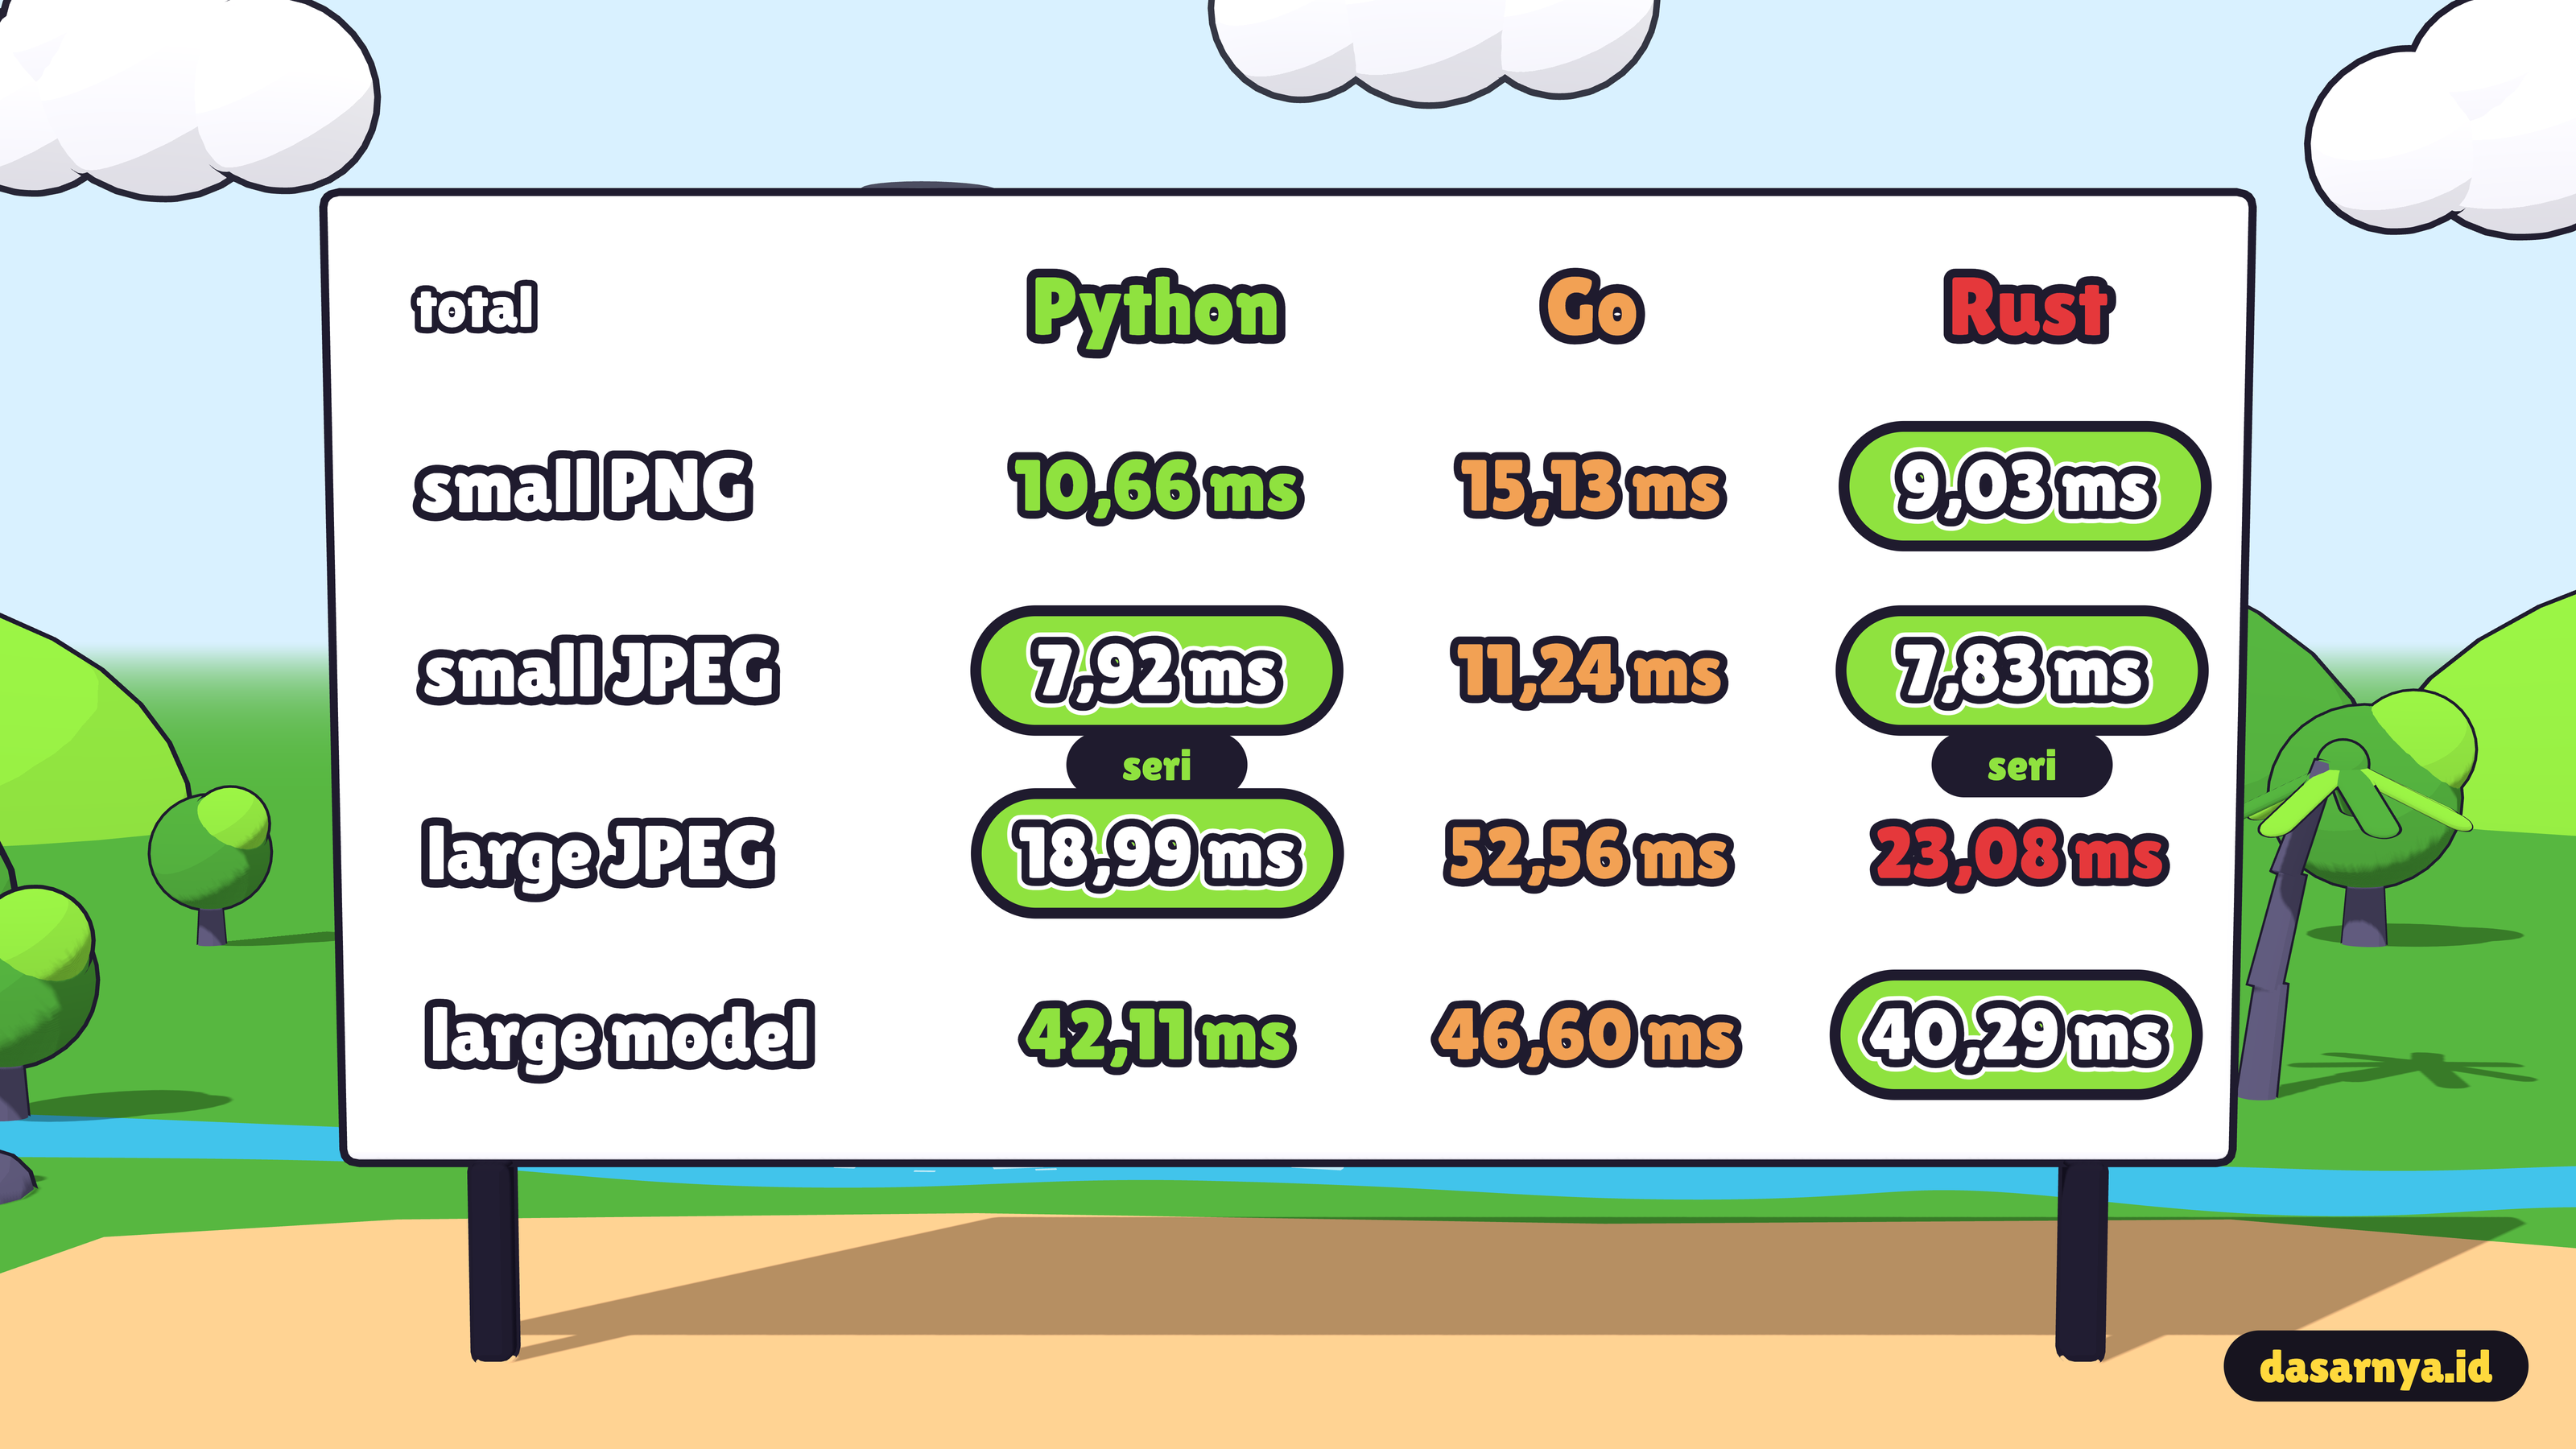 total Python Go Rust
small PNG 10,66 ms 15,13 ms 9,03 ms
small JPEG 7,92 ms 11,24 ms 7,83 ms
seri seri
large JPEG 18,99 ms 52,56 ms 23,08 ms
large model 42,11 ms 46,60 ms 40,29 ms
dasarnya.id